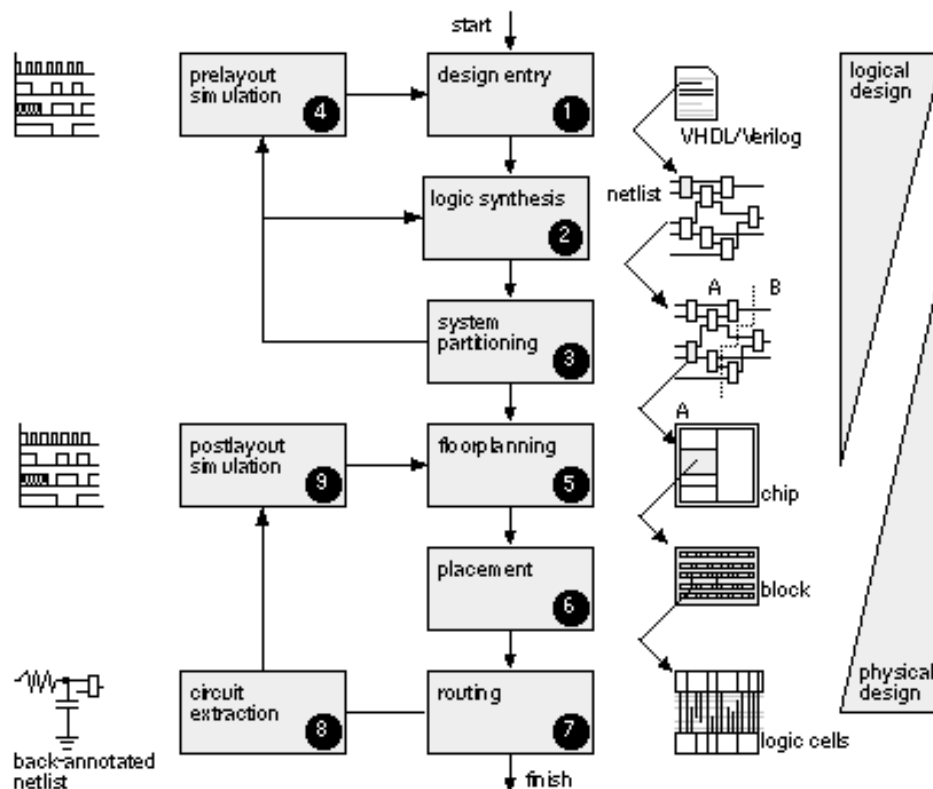 start
prelayout
simulation
4
design entry
1
logical
design
VHDL/Verilog
logic synthesis
2
netlist
A
B
system
partitioning
3
A
postlayout
simulation
9
floorplanning
5
chip
placement
6
block
circuit
extraction
8
routing
7
physical
design
logic cells
back-annotated
netlist
finish